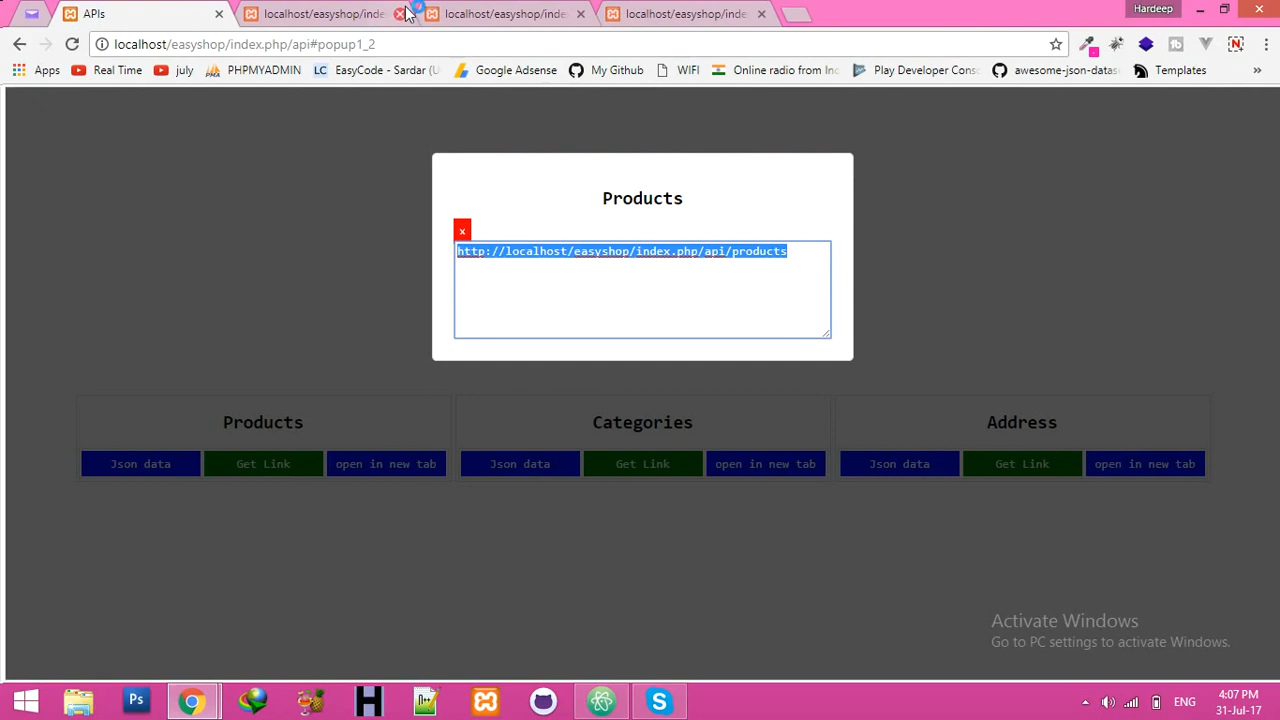 APIs
localhost/easyshop/inde
localhost/easyshop/inde
localhost/easyshop/inde
Hardeep
localhost/easyshop/index.php/api#popup1_2
Apps
Real Time
july
PHPMYADMIN
LC
EasyCode - Sardar (U
Google Adsense
My Github
WIFI
Online radio from Ind
Play Developer Cons
awesome-json-datas
Templates
»
Products
x
http://localhost/easyshop/index.php/api/products
Products
Categories
Address
Json data
Get Link
open in new tab
Json data
Get Link
open in new tab
Json data
Get Link
open in new tab
Activate Windows
Go to PC settings to activate Windows.
Ps
ENG
4:07 PM
31-Jul-17